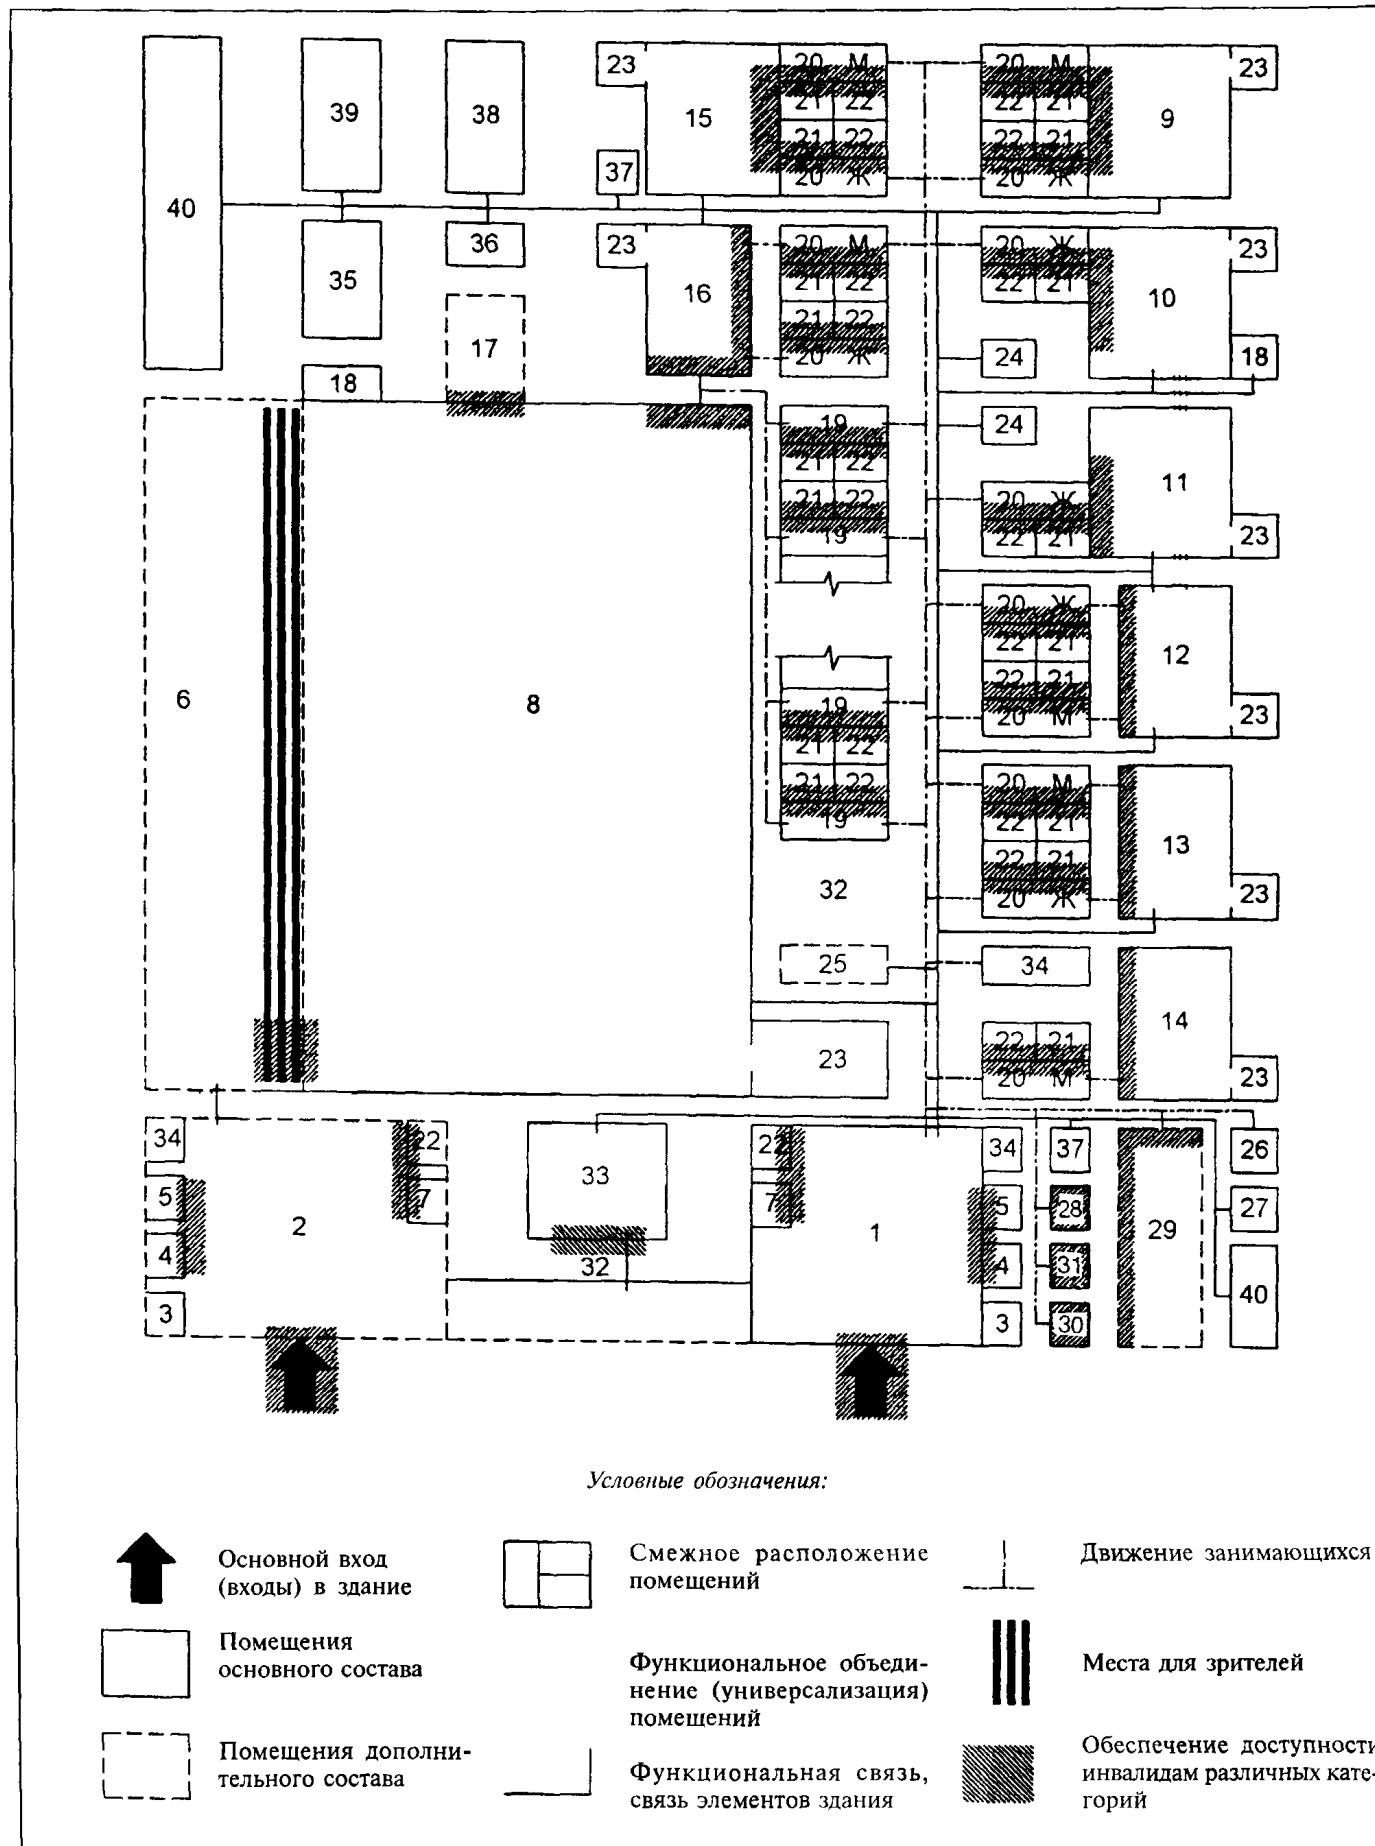 39
38
23
15
20 М
21 22
21 22
20 Ж
20 М
22 21
22 21
20 Ж
9
23
37
40
35
36
23
16
20 М
21 22
21 22
20 Ж
20 Ж
22 21
10
23
17
24
18
18
19
21 22
21 22
19
24
20 Ж
22 21
11
23
6
8
19
21 22
21 22
19
20 Ж
22 21
22 21
20 М
12
23
20 М
22 21
22 21
20 Ж
13
23
32
25
34
14
23
22 21
20 М
23
34
5
4
3
2
22
7
33
32
22
7
1
34
5
4
3
37
28
31
30
29
26
27
40
Условные обозначения:
Основной вход
(входы) в здание
Помещения
основного состава
Помещения дополни-
тельного состава
Смежное расположение
помещений
Функциональное объеди-
нение (универсализация)
помещений
Функциональная связь,
связь элементов здания
Движение занимающихся
Места для зрителей
Обеспечение доступности
инвалидам различных кате-
горий